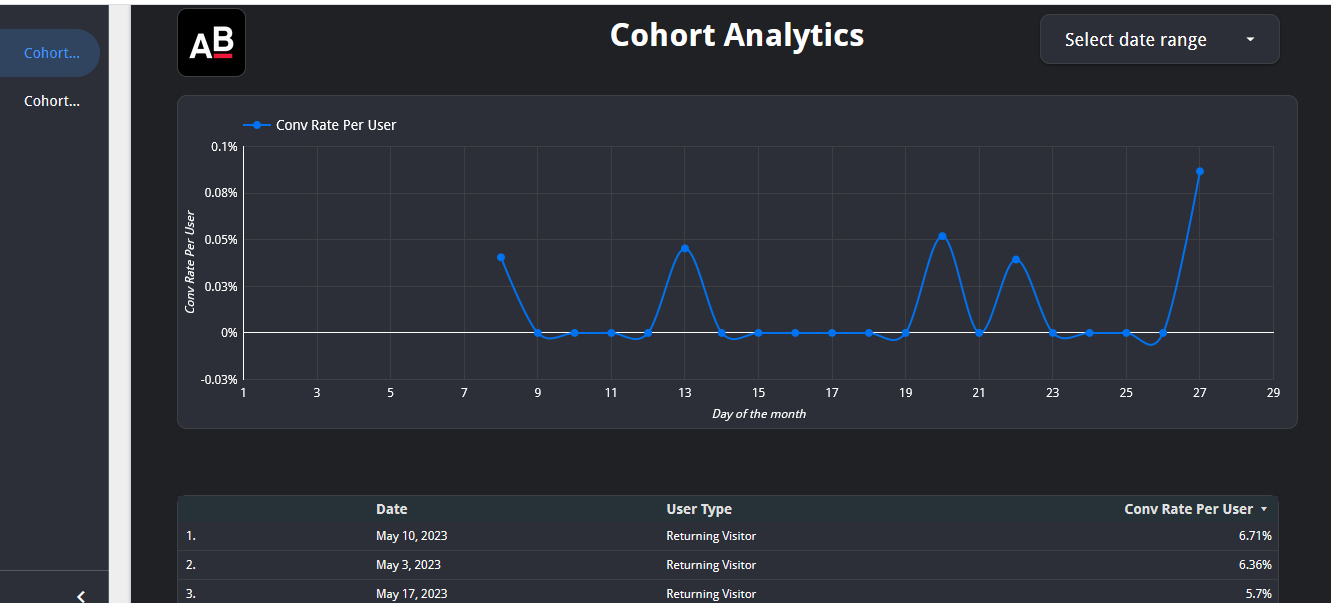 AB
Cohort Analytics
Select date range
Cohort...
Cohort...
Conv Rate Per User
0.1%
0.08%
0.05%
0.03%
0%
-0.03%
Conv Rate Per User
1 3 5 7 9 11 13 15 17 19 21 23 25 27 29
Day of the month
Date User Type Conv Rate Per User
1. May 10, 2023 Returning Visitor 6.71%
2. May 3, 2023 Returning Visitor 6.36%
3. May 17, 2023 Returning Visitor 5.7%